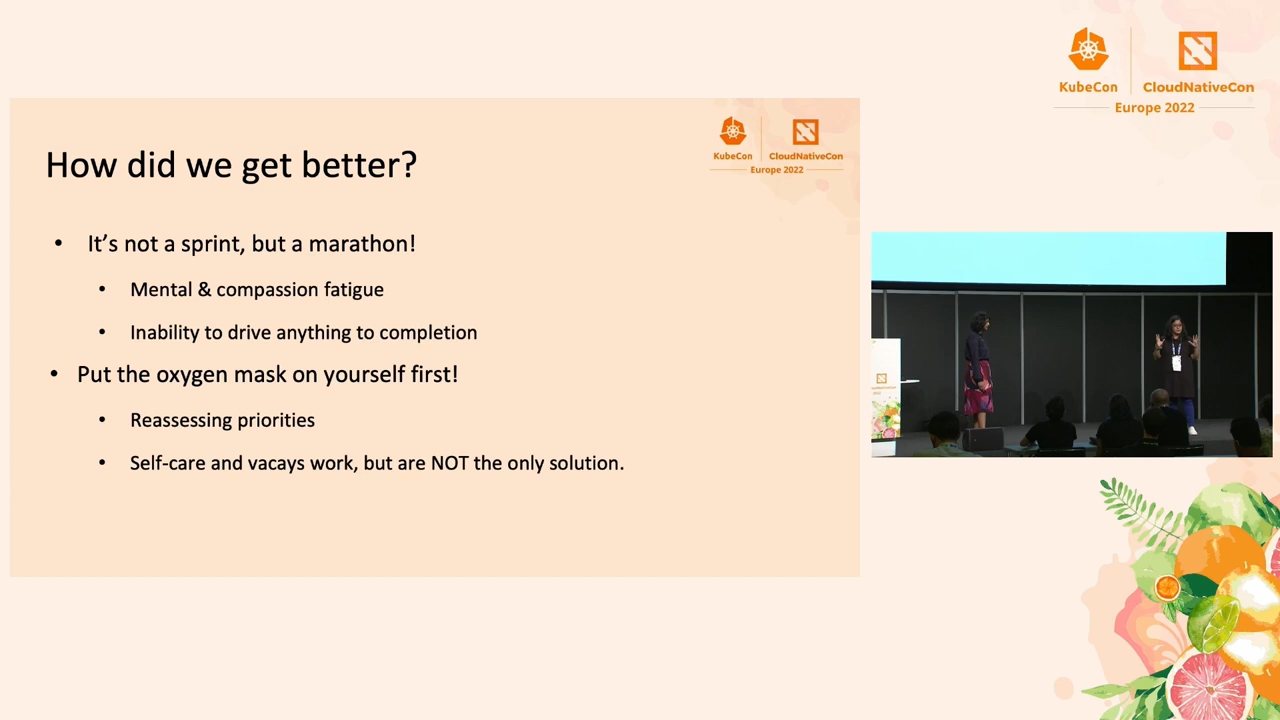 KubeCon
CloudNativeCon
Europe 2022
KubeCon
CloudNativeCon
Europe 2022
How did we get better?
• It’s not a sprint, but a marathon!
• Mental & compassion fatigue
• Inability to drive anything to completion
• Put the oxygen mask on yourself first!
• Reassessing priorities
• Self-care and vacays work, but are NOT the only solution.